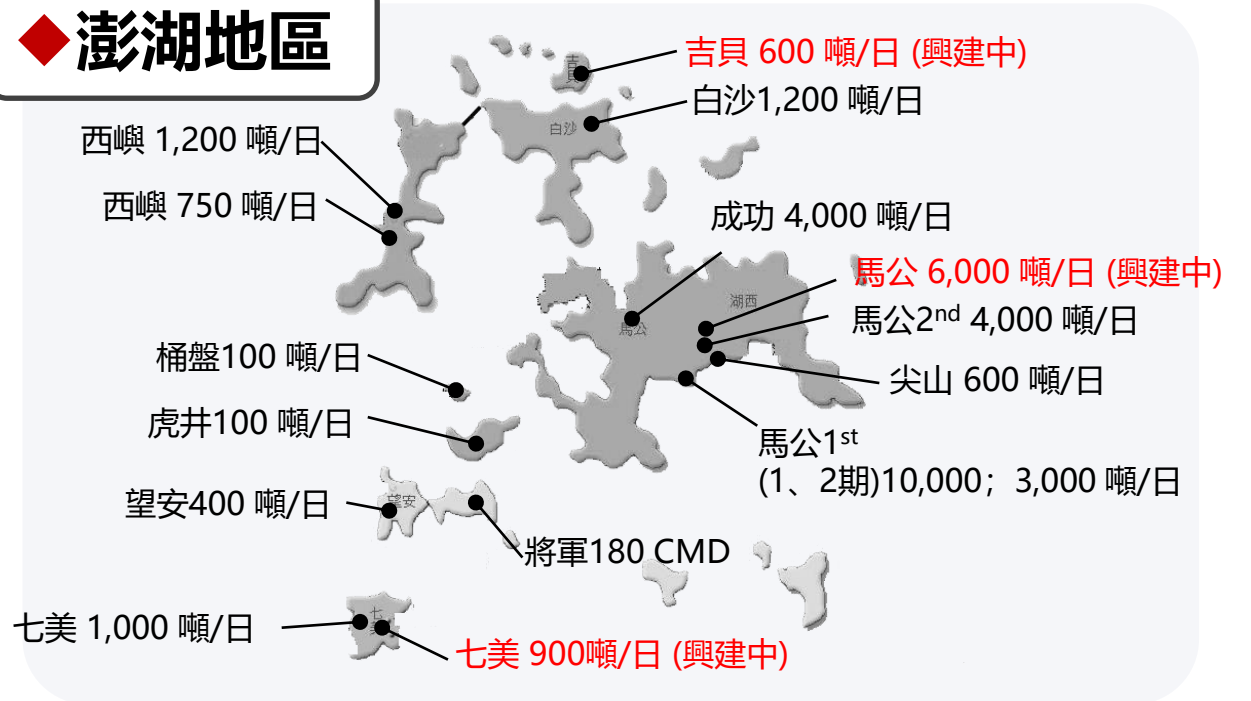 ◆澎湖地區
吉貝 600 噸/日 (興建中)
吉貝
白沙1,200 噸/日
白沙
西嶼 1,200 噸/日
西嶼 750 噸/日
成功 4,000 噸/日
馬公 6,000 噸/日 (興建中)
湖西
馬公2nd 4,000 噸/日
馬公
桶盤100 噸/日
尖山 600 噸/日
虎井100 噸/日
馬公1st
(1、2期)10,000；3,000 噸/日
望安400 噸/日
望安
將軍180 CMD
七美 1,000 噸/日
七美
七美 900噸/日 (興建中)